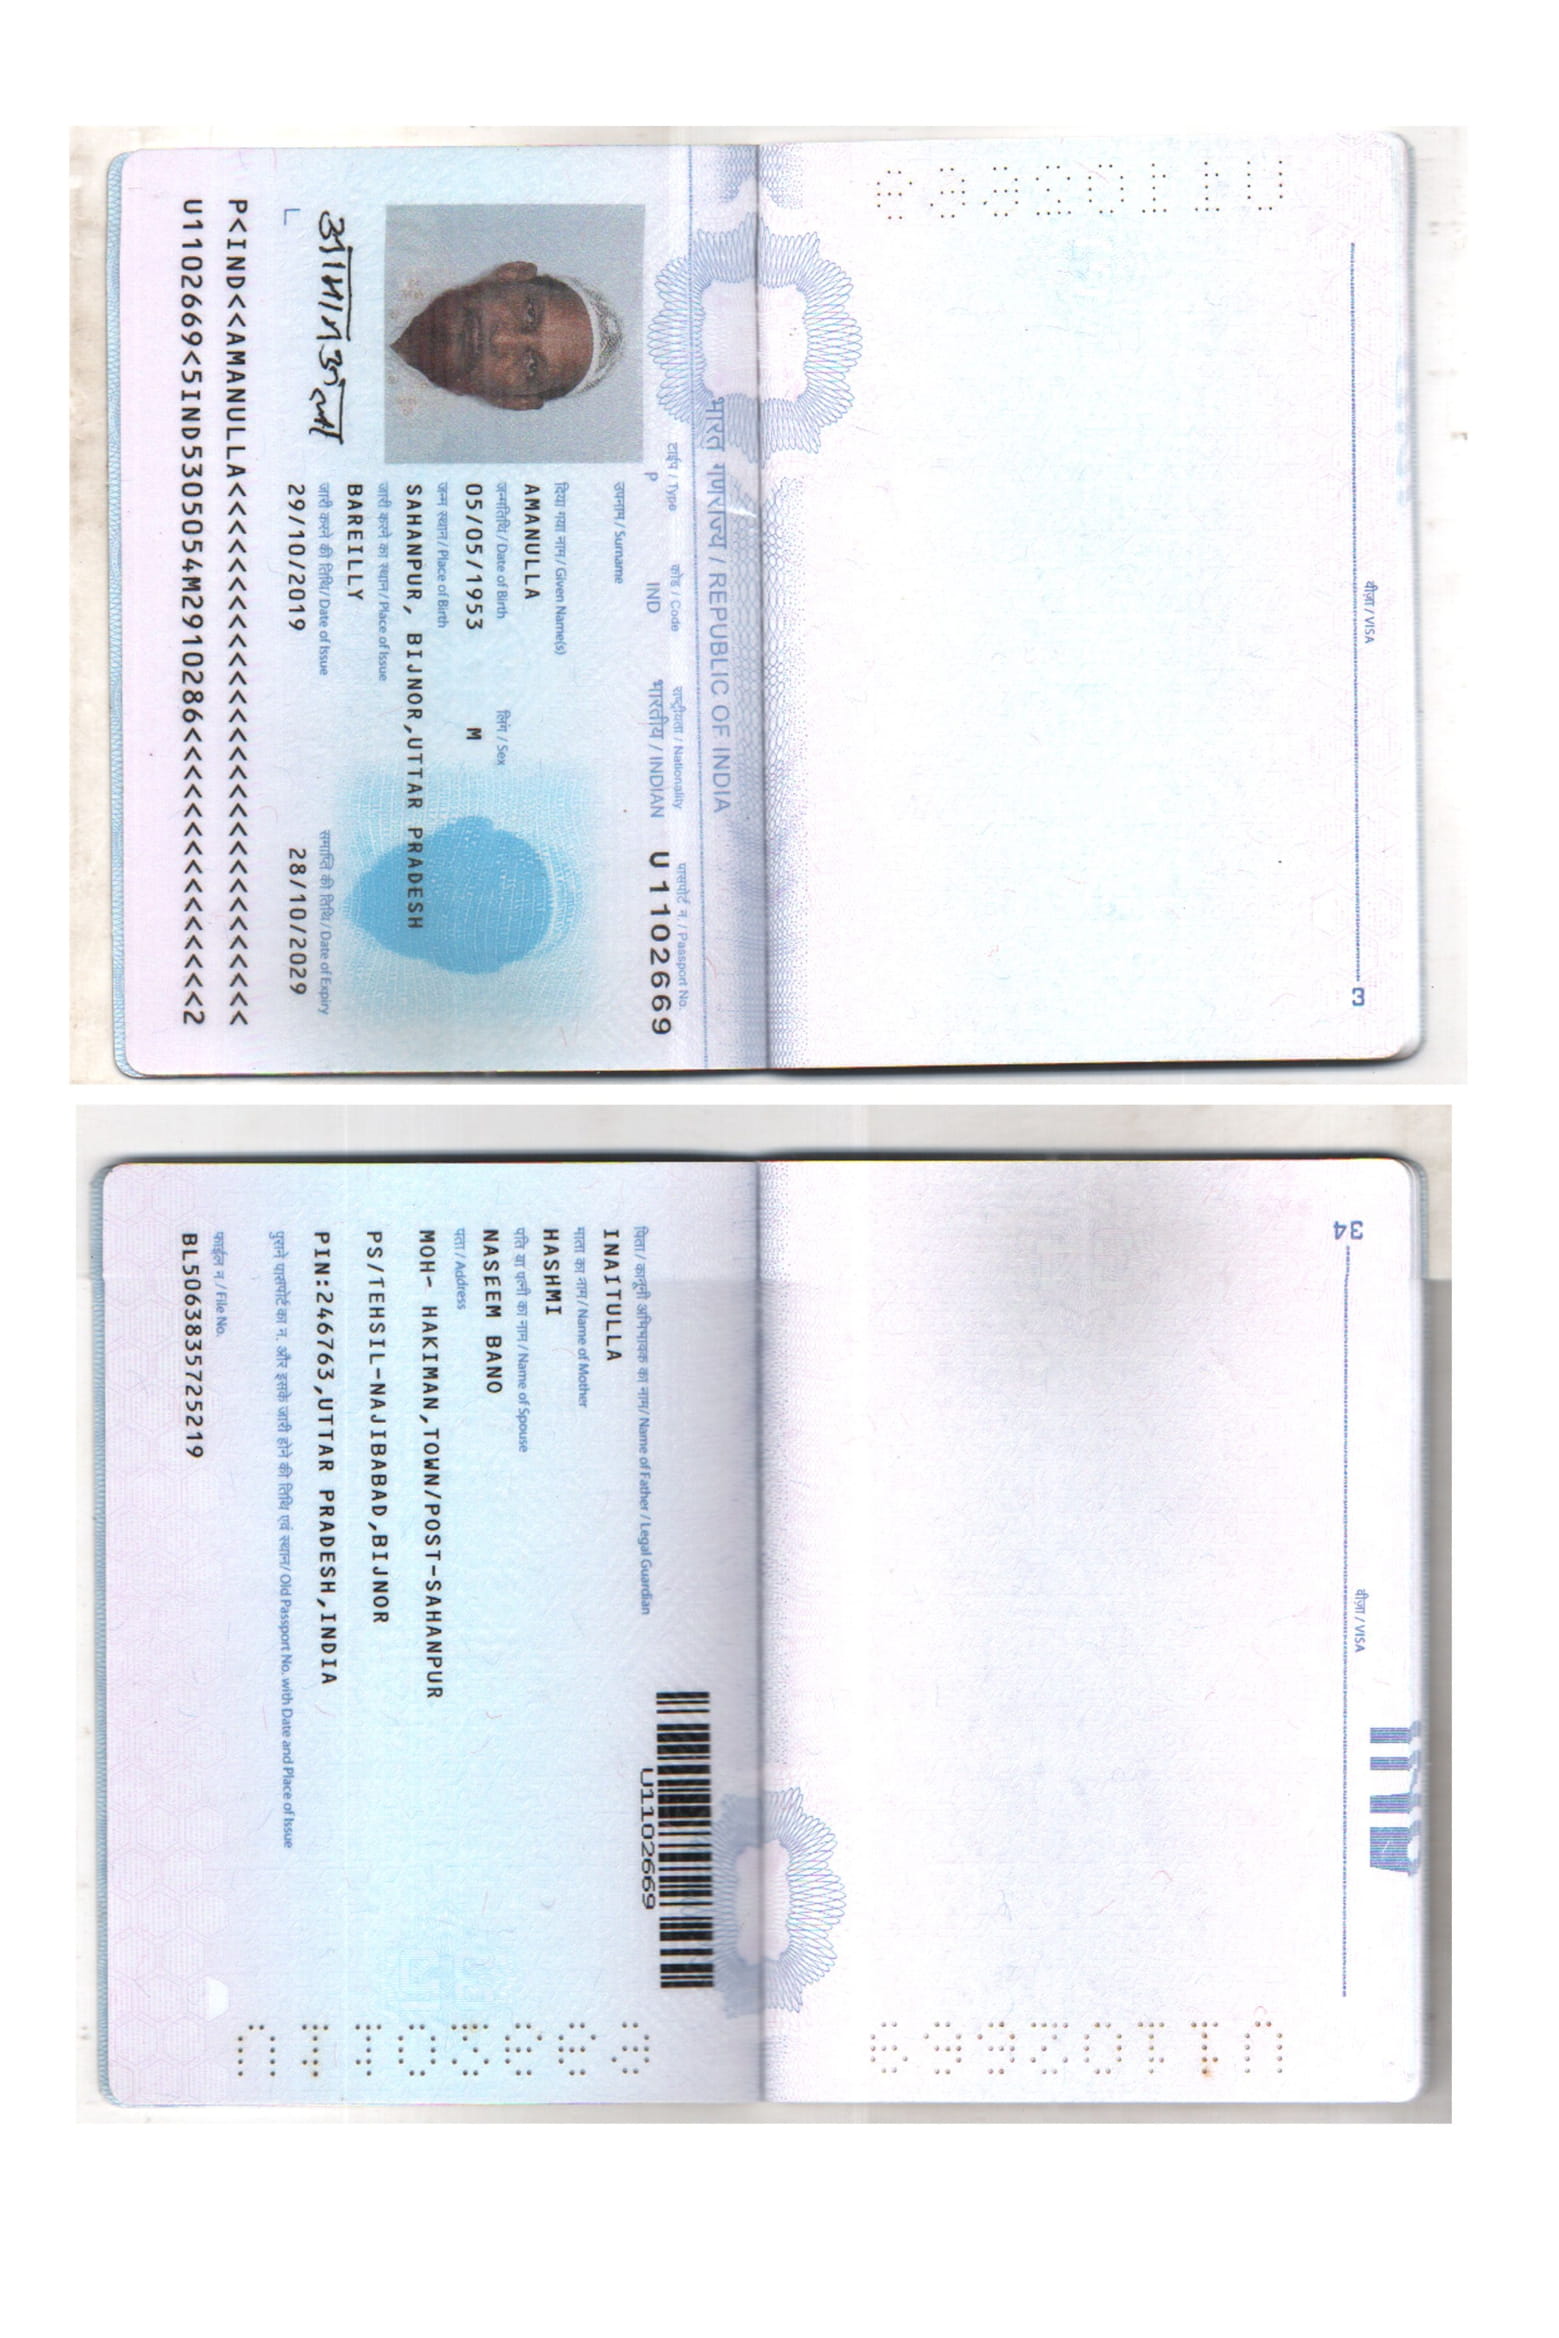 वीज़ा / VISA
3
U1102669
भारत गणराज्य / REPUBLIC OF INDIA
टाईप / Type
कोड / Code
राष्ट्रीयता / Nationality
पासपोर्ट न. / Passport No.
P
IND
भारतीय / INDIAN
U1102669
उपनाम / Surname
दिया गया नाम / Given Name(s)
AMANULLA
जन्मतिथि / Date of Birth
लिंग / Sex
05/05/1953
M
जन्म स्थान / Place of Birth
SAHANPUR, BIJNOR,UTTAR PRADESH
जारी करने का स्थान / Place of Issue
BAREILLY
जारी करने की तिथि / Date of Issue
समाप्ति की तिथि / Date of Expiry
29/10/2019
28/10/2029
P<IND<<AMANULLA<<<<<<<<<<<<<<<<<<<<<<<<<<<<<
U1102669<5IND5305054M2910286<<<<<<<<<<<<<<<2
34
वीज़ा / VISA
U1102669
U1102669
पिता / कानूनी अभिभावक का नाम / Name of Father / Legal Guardian
INAITULLA
माता का नाम / Name of Mother
HASHMI
पति या पत्नी का नाम / Name of Spouse
NASEEM BANO
पता / Address
MOH- HAKIMAN,TOWN/POST-SAHANPUR
PS/TEHSIL-NAJIBABAD,BIJNOR
PIN:246763,UTTAR PRADESH,INDIA
पुराने पासपोर्ट का न. और इसके जारी होने की तिथि एवं स्थान / Old Passport No. with Date and Place of Issue
फाईल न. / File No.
BL5063835725219
U1102669